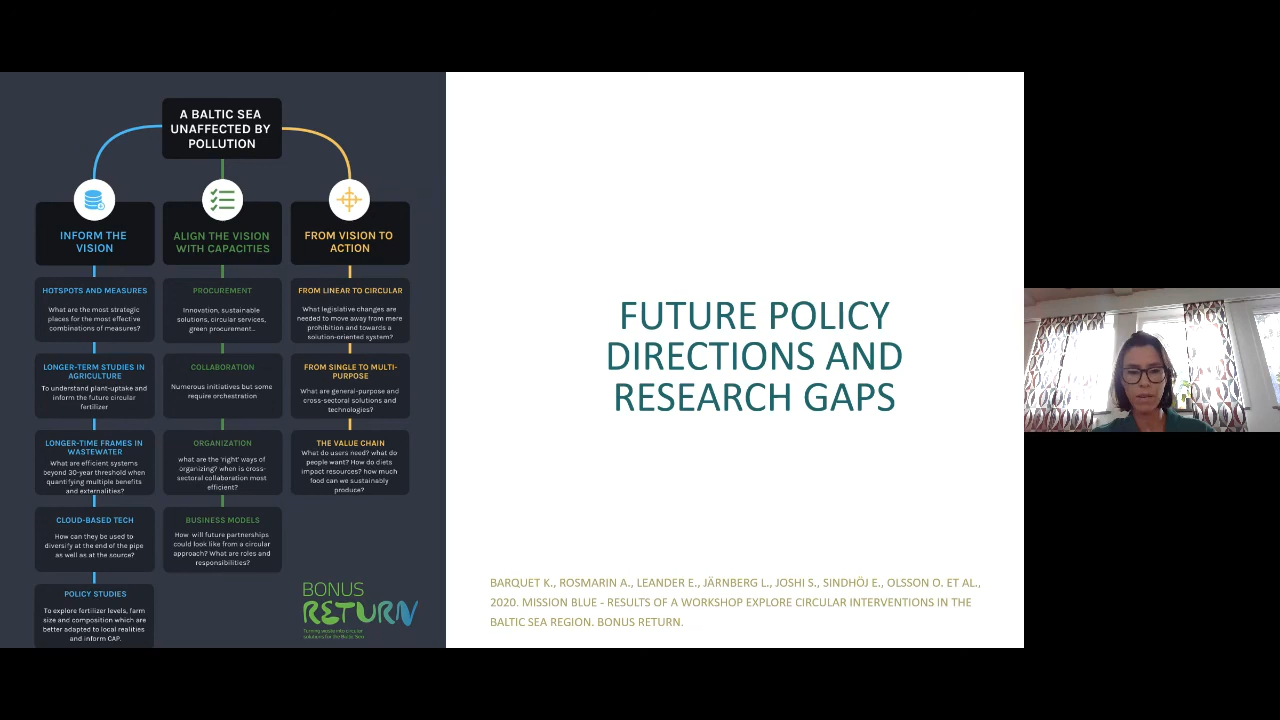 A BALTIC SEA
UNAFFECTED BY
POLLUTION
INFORM THE
VISION
HOTSPOTS AND MEASURES
What are the most strategic
places for the most effective
combinations of measures?
LONGER-TERM STUDIES IN
AGRICULTURE
To understand plant-uptake and
inform the future circular
fertilizer
LONGER-TIME FRAMES IN
WASTEWATER
What are efficient systems
beyond 30-year threshold when
quantifying multiple benefits
and externalities?
CLOUD-BASED TECH
How can they be used to
diversify at the end of the pipe
as well as at the source?
POLICY STUDIES
To explore fertilizer levels, farm
size and composition which are
better adapted to local realities
and inform CAP.
ALIGN THE VISION
WITH CAPACITIES
PROCUREMENT
Innovation, sustainable
solutions, circular services,
green procurement...
COLLABORATION
Numerous initiatives but some
require orchestration
ORGANIZATION
what are the 'right' ways of
organizing? when is cross-
sectoral collaboration most
efficient?
BUSINESS MODELS
How will future partnerships
could look like from a circular
approach? What are roles and
responsibilities?
FROM VISION TO
ACTION
FROM LINEAR TO CIRCULAR
What legislative changes are
needed to move away from mere
prohibition and towards a
solution-oriented system?
FROM SINGLE TO MULTI-
PURPOSE
What are general-purpose and
cross-sectoral solutions and
technologies?
THE VALUE CHAIN
What do users need? what do
people want? How do diets
impact resources? how much
food can we sustainably
produce?
BONUS
RETURN
Turning waste into circular
solutions for the Baltic Sea
FUTURE POLICY
DIRECTIONS AND
RESEARCH GAPS
BARQUET K., ROSMARIN A., LEANDER E., JÄRNBERG L., JOSHI S., SINDHÖJ E., OLSSON O. ET AL.,
2020. MISSION BLUE - RESULTS OF A WORKSHOP EXPLORE CIRCULAR INTERVENTIONS IN THE
BALTIC SEA REGION. BONUS RETURN.